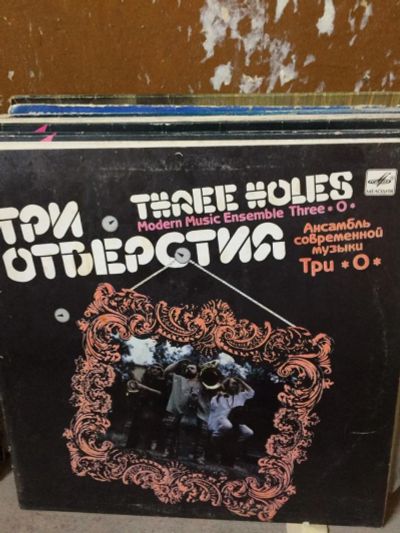 THREE HOLES
Modern Music Ensemble Three *O*
ТРИ
ОТВЕРСТИЯ
Ансамбль
современной
музыки
Три *О*
МЕЛОДИЯ